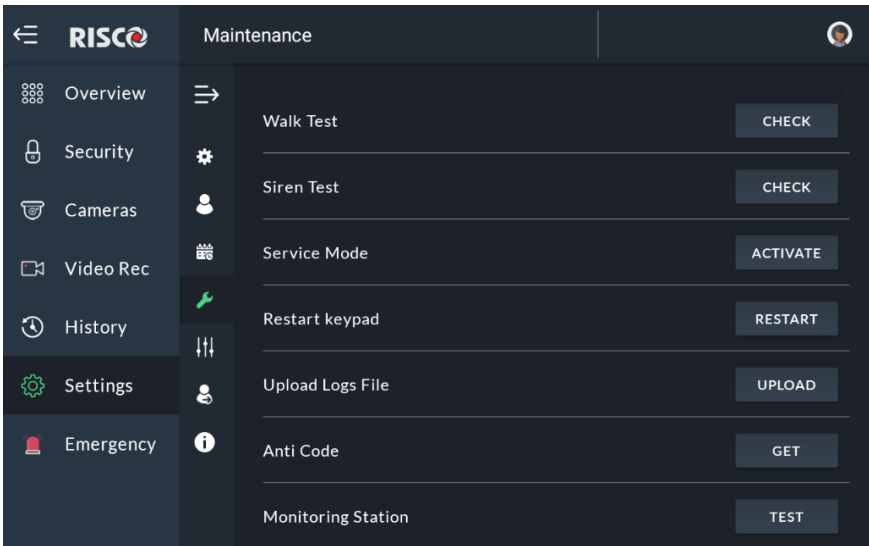 RISCO
Maintenance
Overview
Security
Cameras
Video Rec
History
Settings
Emergency
Walk Test CHECK
Siren Test CHECK
Service Mode ACTIVATE
Restart keypad RESTART
Upload Logs File UPLOAD
Anti Code GET
Monitoring Station TEST